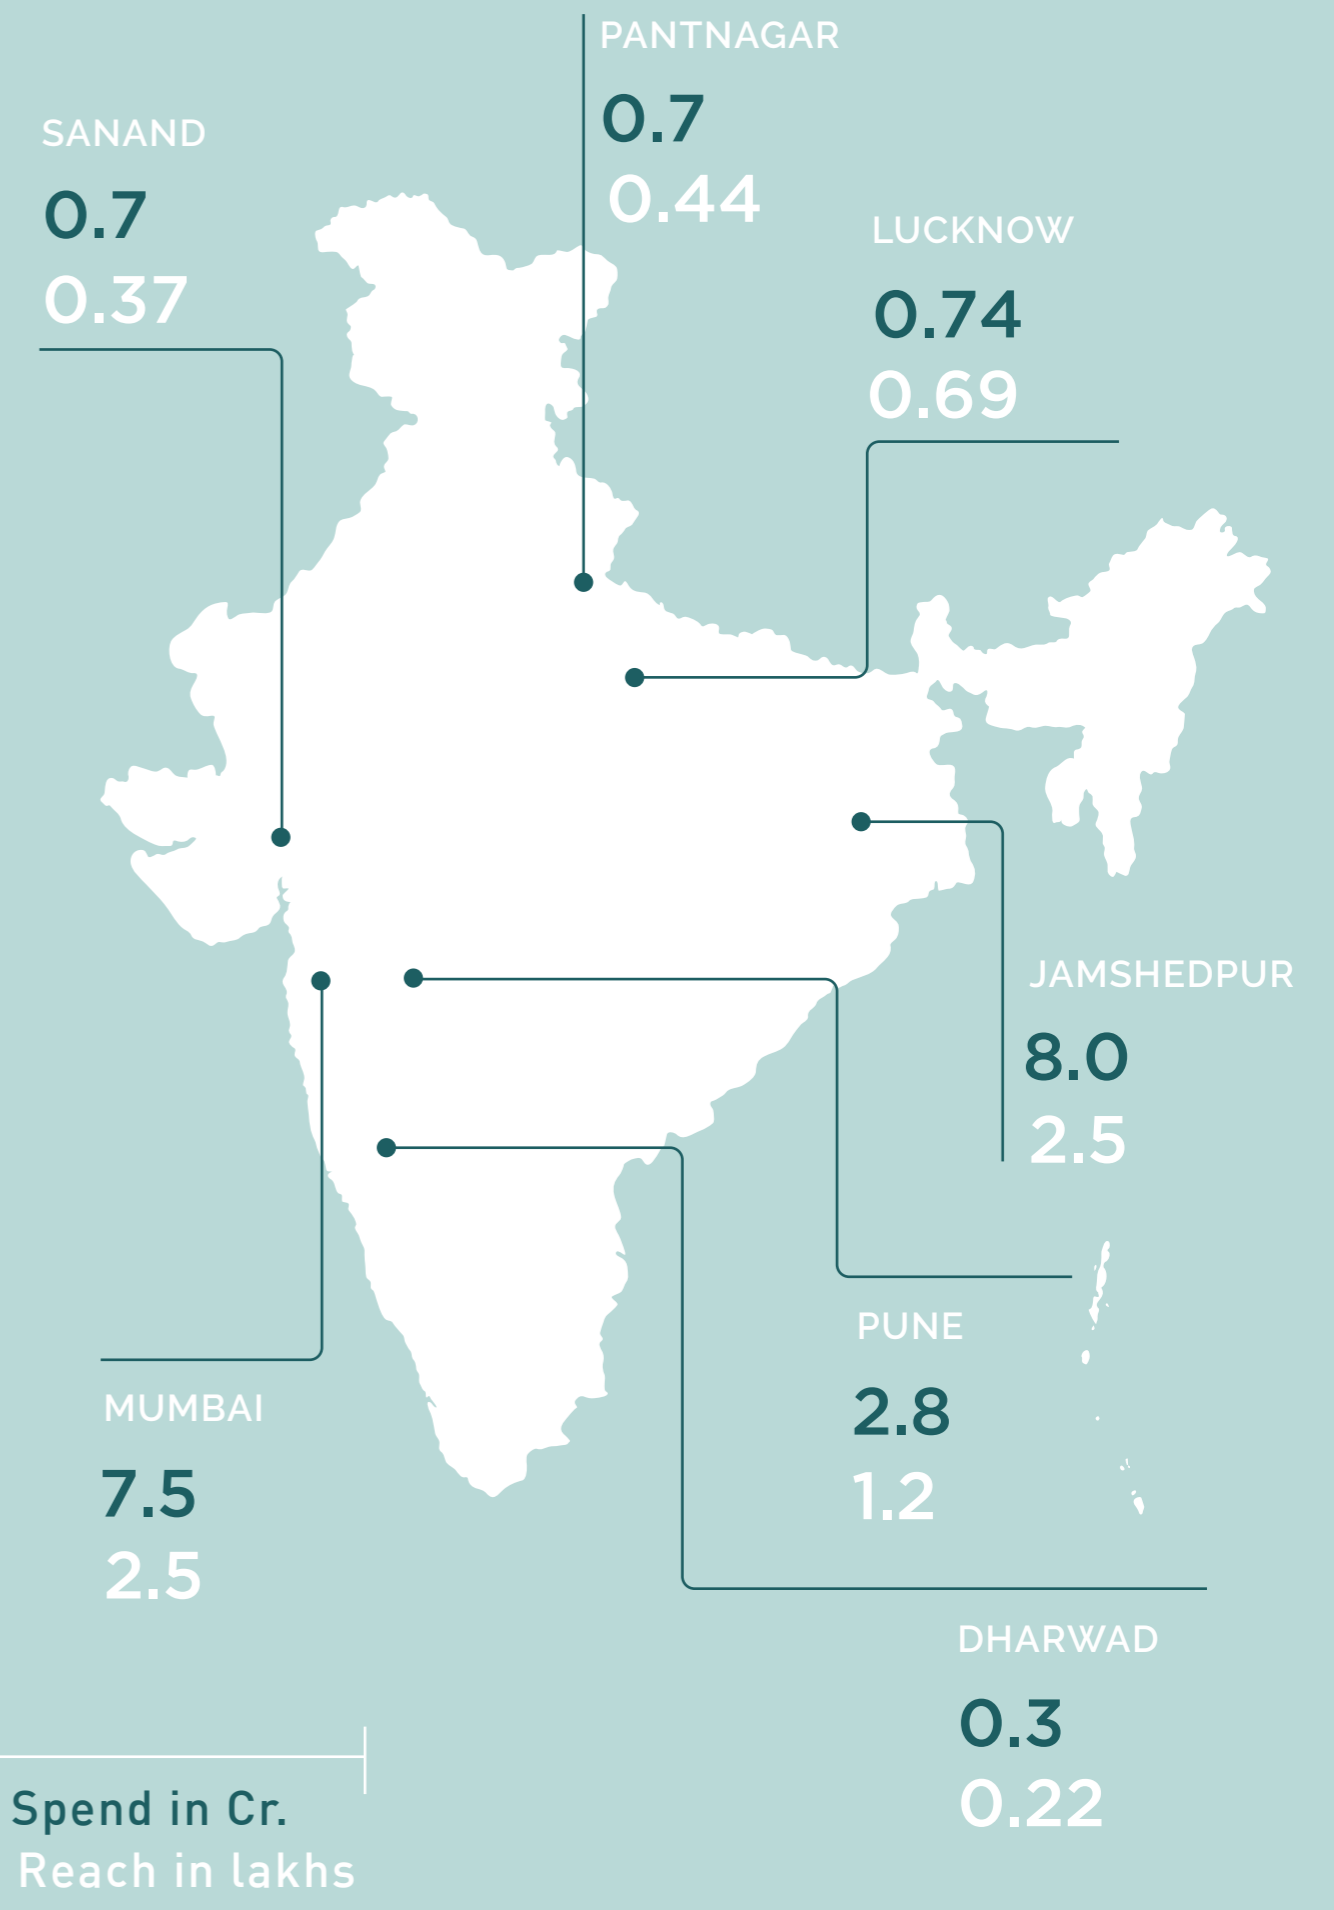 PANTNAGAR
0.7
0.44
SANAND
0.7
0.37
LUCKNOW
0.74
0.69
JAMSHEDPUR
8.0
2.5
PUNE
2.8
1.2
MUMBAI
7.5
2.5
DHARWAD
0.3
0.22
Spend in Cr.
Reach in lakhs